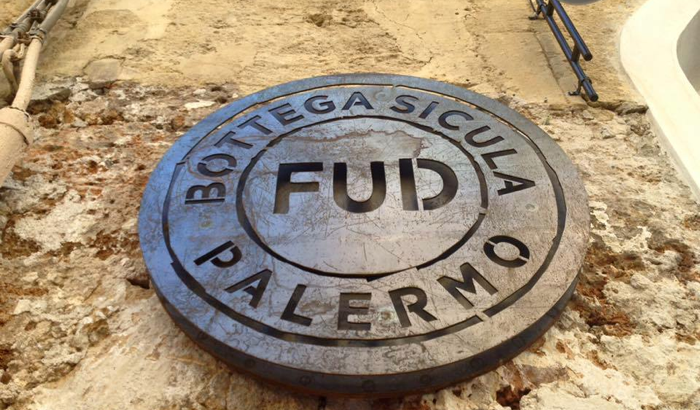 BOTTEGA SICULA
FUD
PALERMO